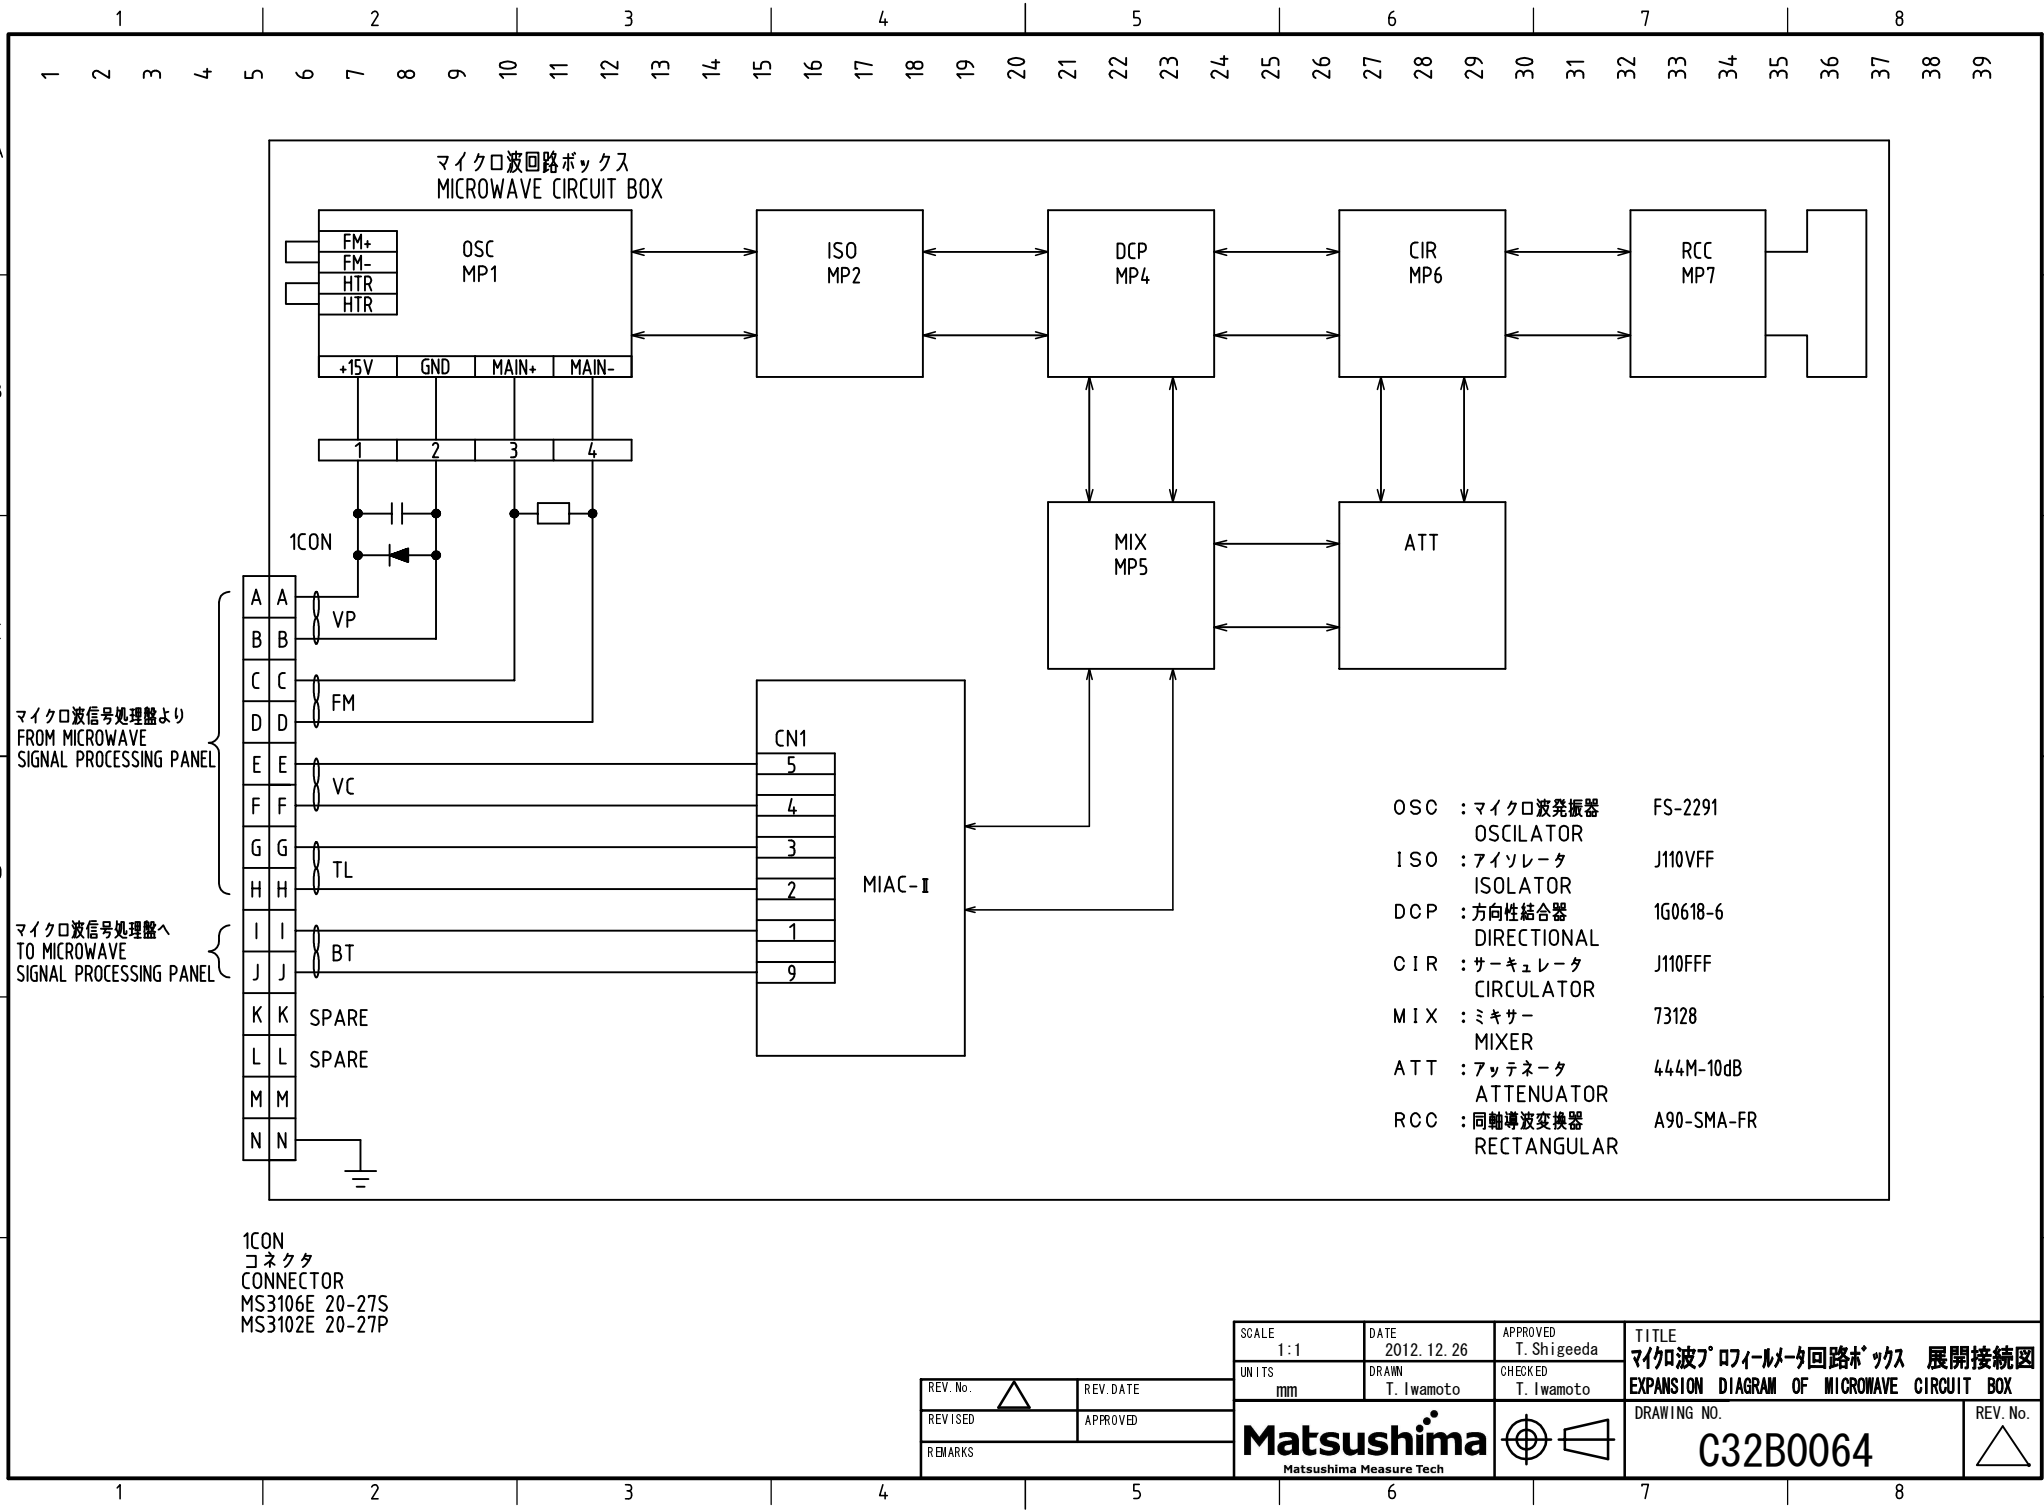 1 2 3 4 5 6 7 8
1 2 3 4 5 6 7 8 9 10 11 12 13 14 15 16 17 18 19 20 21 22 23 24 25 26 27 28 29 30 31 32 33 34 35 36 37 38 39
マイクロ波回路ボックス
MICROWAVE CIRCUIT BOX
FM+
FM-
HTR
HTR
OSC
MP1
+15V GND MAIN+ MAIN-
1 2 3 4
ISO
MP2
DCP
MP4
CIR
MP6
RCC
MP7
MIX
MP5
ATT
1CON
A A
B B
C C
D D
E E
F F
G G
H H
I I
J J
K K
L L
M M
N N
VP
FM
VC
TL
BT
SPARE
SPARE
マイクロ波信号処理盤より
FROM MICROWAVE
SIGNAL PROCESSING PANEL
マイクロ波信号処理盤へ
TO MICROWAVE
SIGNAL PROCESSING PANEL
CN1
5
4
3
2
1
9
MIAC-Ⅱ
OSC :マイクロ波発振器 FS-2291
OSCILATOR
ISO :アイソレータ J110VFF
ISOLATOR
DCP :方向性結合器 1G0618-6
DIRECTIONAL
CIR :サーキュレータ J110FFF
CIRCULATOR
MIX :ミキサー 73128
MIXER
ATT :アッテネータ 444M-10dB
ATTENUATOR
RCC :同軸導波変換器 A90-SMA-FR
RECTANGULAR
1CON
コネクタ
CONNECTOR
MS3106E 20-27S
MS3102E 20-27P
REV. No.
REV. DATE
REVISED
APPROVED
REMARKS
SCALE
1:1
DATE
2012.12.26
APPROVED
T. Shigeeda
UNITS
mm
DRAWN
T. Iwamoto
CHECKED
T. Iwamoto
TITLE
マイクロ波プロフィールメータ回路ボックス 展開接続図
EXPANSION DIAGRAM OF MICROWAVE CIRCUIT BOX
Matsushima
Matsushima Measure Tech
DRAWING NO.
C32B0064
REV. No.
1 2 3 4 5 6 7 8